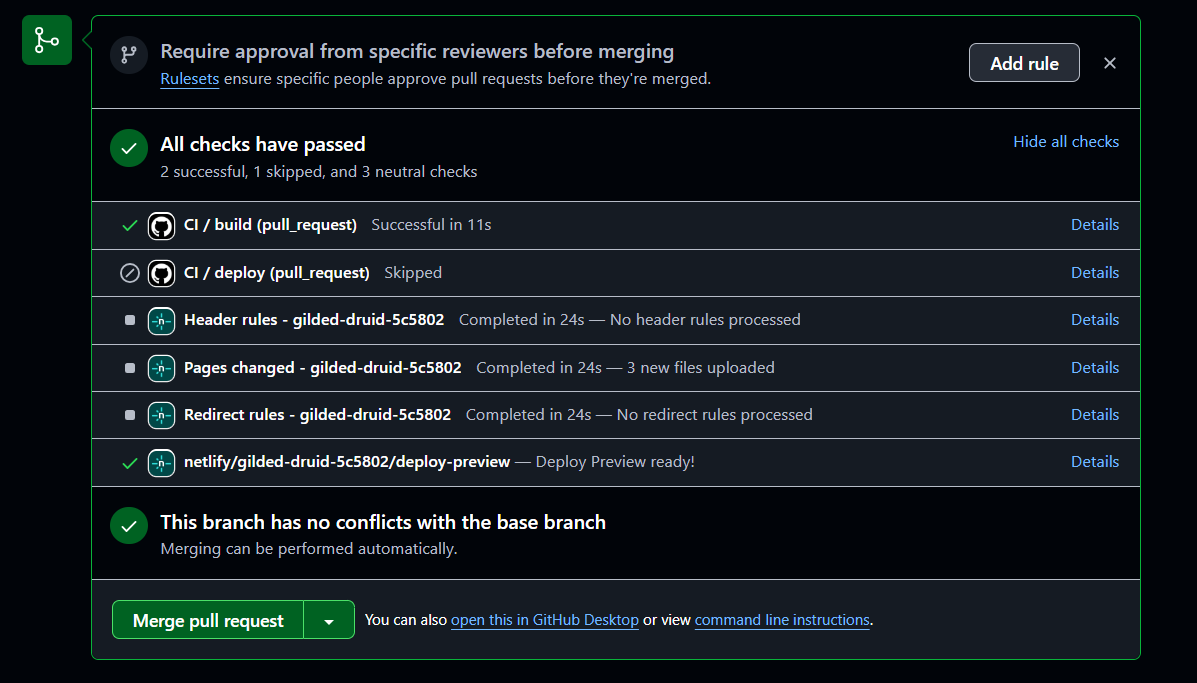 Require approval from specific reviewers before merging
Add rule
Rulesets ensure specific people approve pull requests before they're merged.
All checks have passed
Hide all checks
2 successful, 1 skipped, and 3 neutral checks
CI / build (pull_request) Successful in 11s Details
CI / deploy (pull_request) Skipped Details
Header rules - gilded-druid-5c5802 Completed in 24s — No header rules processed Details
Pages changed - gilded-druid-5c5802 Completed in 24s — 3 new files uploaded Details
Redirect rules - gilded-druid-5c5802 Completed in 24s — No redirect rules processed Details
netlify/gilded-druid-5c5802/deploy-preview — Deploy Preview ready! Details
This branch has no conflicts with the base branch
Merging can be performed automatically.
Merge pull request You can also open this in GitHub Desktop or view command line instructions.